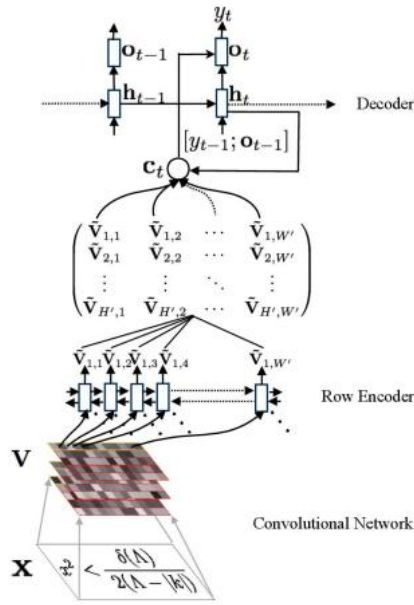 y_t
o_{t-1} o_t
h_{t-1} h_t
Decoder
[y_{t-1}; o_{t-1}]
c_t
Ṽ_{1,1} Ṽ_{1,2} ⋯ Ṽ_{1,W′}
Ṽ_{2,1} Ṽ_{2,2} ⋯ Ṽ_{2,W′}
⋮ ⋮ ⋱ ⋮
Ṽ_{H′,1} Ṽ_{H′,2} ⋯ Ṽ_{H′,W′}
Ṽ_{1,1} Ṽ_{1,2} Ṽ_{1,3} Ṽ_{1,4} Ṽ_{1,W′}
Row Encoder
V
Convolutional Network
X
< \frac{δ(Λ)}{2(Λ − |k|)}